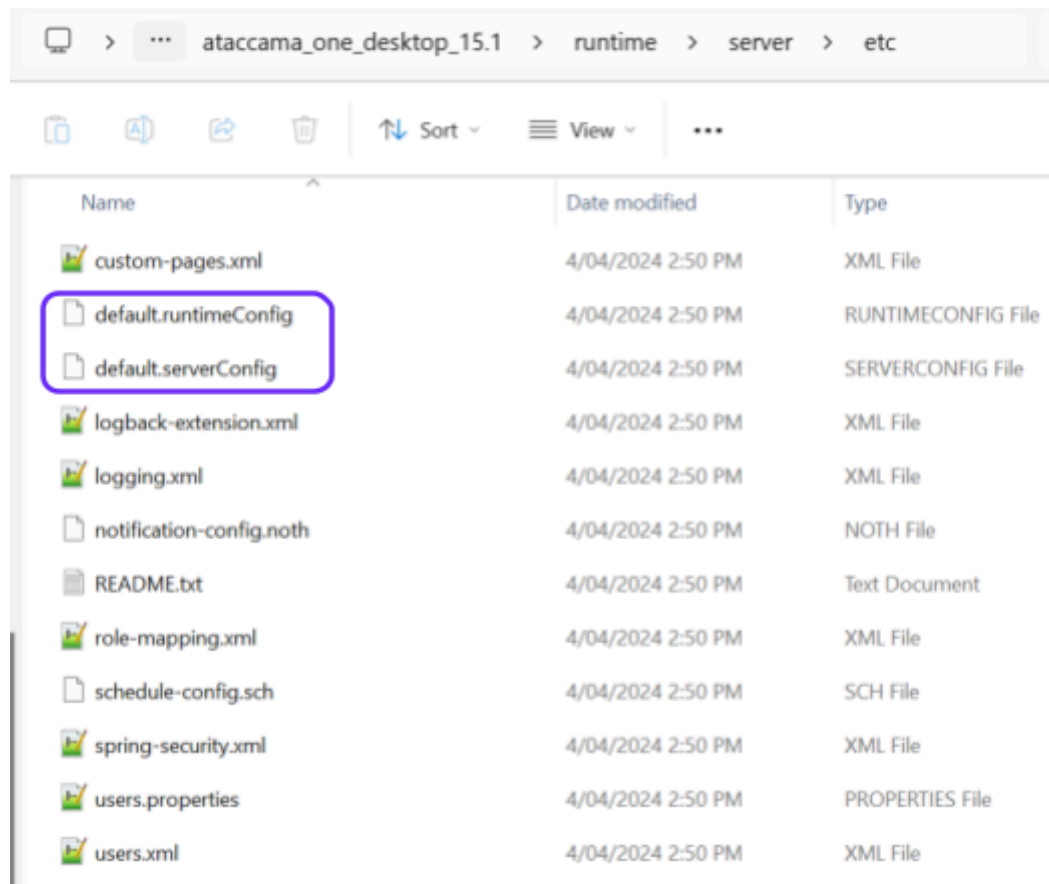 > ... ataccama_one_desktop_15.1 > runtime > server > etc
Sort View ...
Name Date modified Type
custom-pages.xml 4/04/2024 2:50 PM XML File
default.runtimeConfig 4/04/2024 2:50 PM RUNTIMECONFIG File
default.serverConfig 4/04/2024 2:50 PM SERVERCONFIG File
logback-extension.xml 4/04/2024 2:50 PM XML File
logging.xml 4/04/2024 2:50 PM XML File
notification-config.noth 4/04/2024 2:50 PM NOTH File
README.txt 4/04/2024 2:50 PM Text Document
role-mapping.xml 4/04/2024 2:50 PM XML File
schedule-config.sch 4/04/2024 2:50 PM SCH File
spring-security.xml 4/04/2024 2:50 PM XML File
users.properties 4/04/2024 2:50 PM PROPERTIES File
users.xml 4/04/2024 2:50 PM XML File